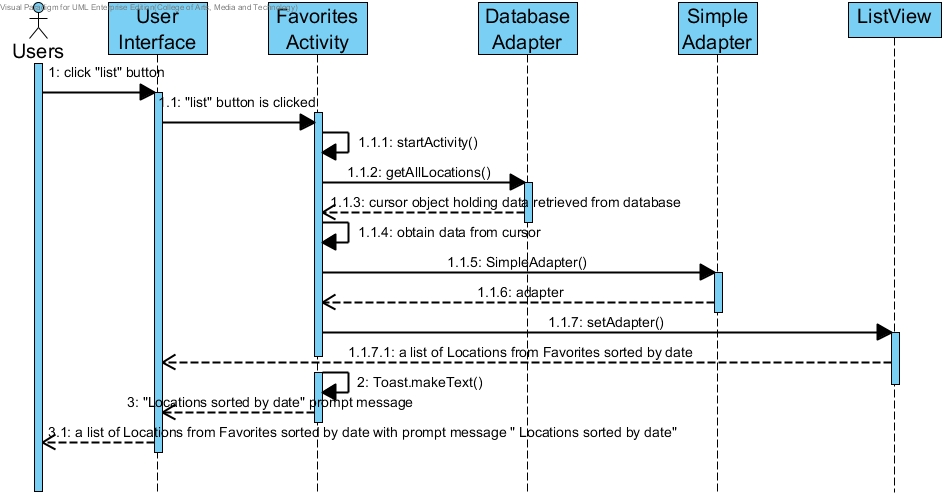 Visual Paradigm for UML Enterprise Edition(College of Arts, Media and Technology)
Users
User
Interface
Favorites
Activity
Database
Adapter
Simple
Adapter
ListView
1: click "list" button
1.1: "list" button is clicked
1.1.1: startActivity()
1.1.2: getAllLocations()
1.1.3: cursor object holding data retrieved from database
1.1.4: obtain data from cursor
1.1.5: SimpleAdapter()
1.1.6: adapter
1.1.7: setAdapter()
1.1.7.1: a list of Locations from Favorites sorted by date
2: Toast.makeText()
3: "Locations sorted by date" prompt message
3.1: a list of Locations from Favorites sorted by date with prompt message " Locations sorted by date"